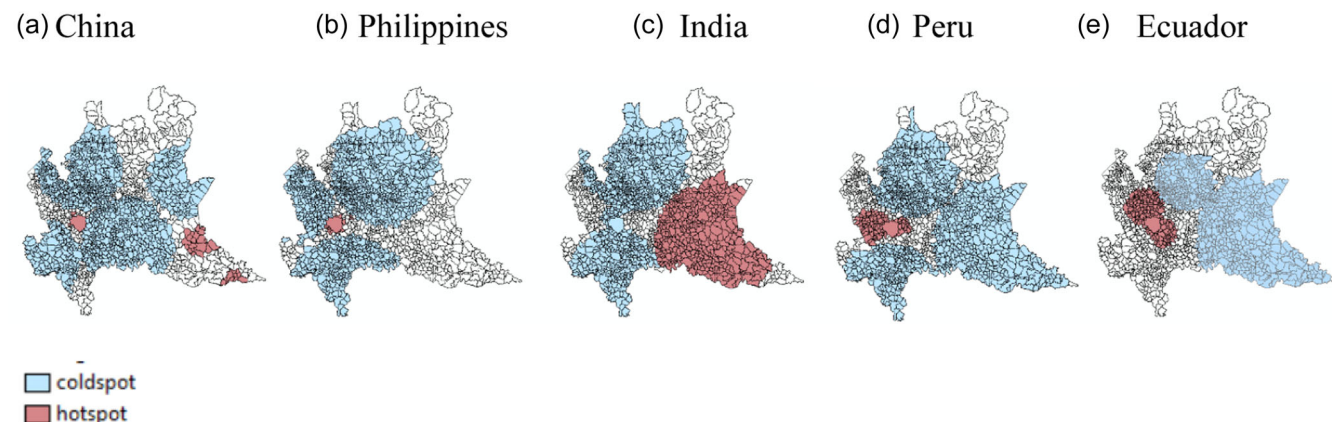 (a) China (b) Philippines (c) India (d) Peru (e) Ecuador
coldspot
hotspot